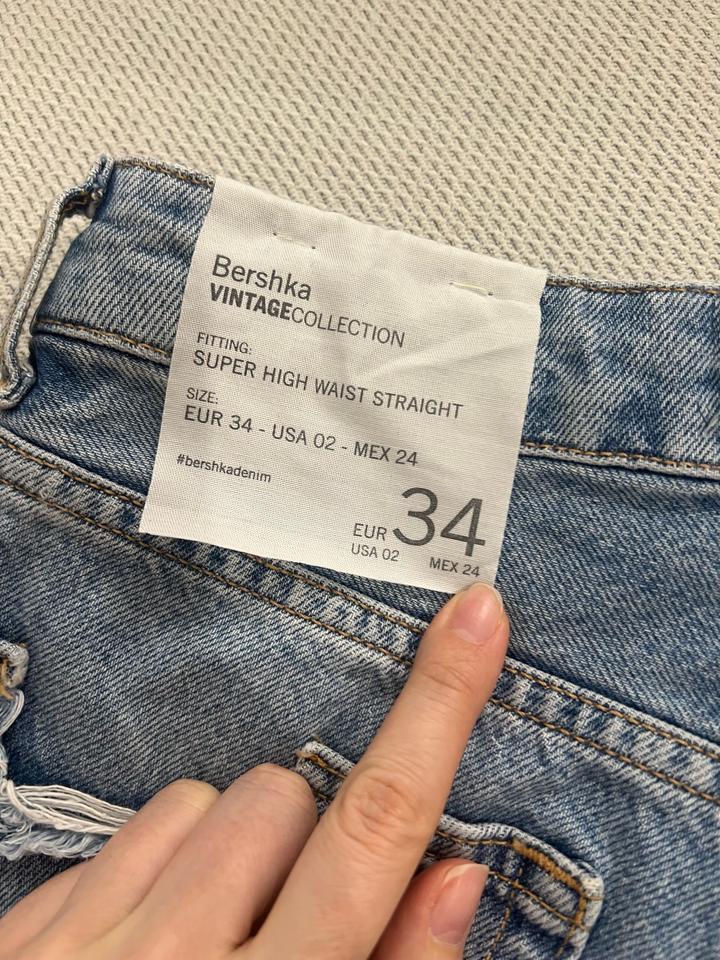 Bershka
VINTAGECOLLECTION
FITTING:
SUPER HIGH WAIST STRAIGHT
SIZE:
EUR 34 - USA 02 - MEX 24
#bershkadenim
EUR 34
USA 02 MEX 24